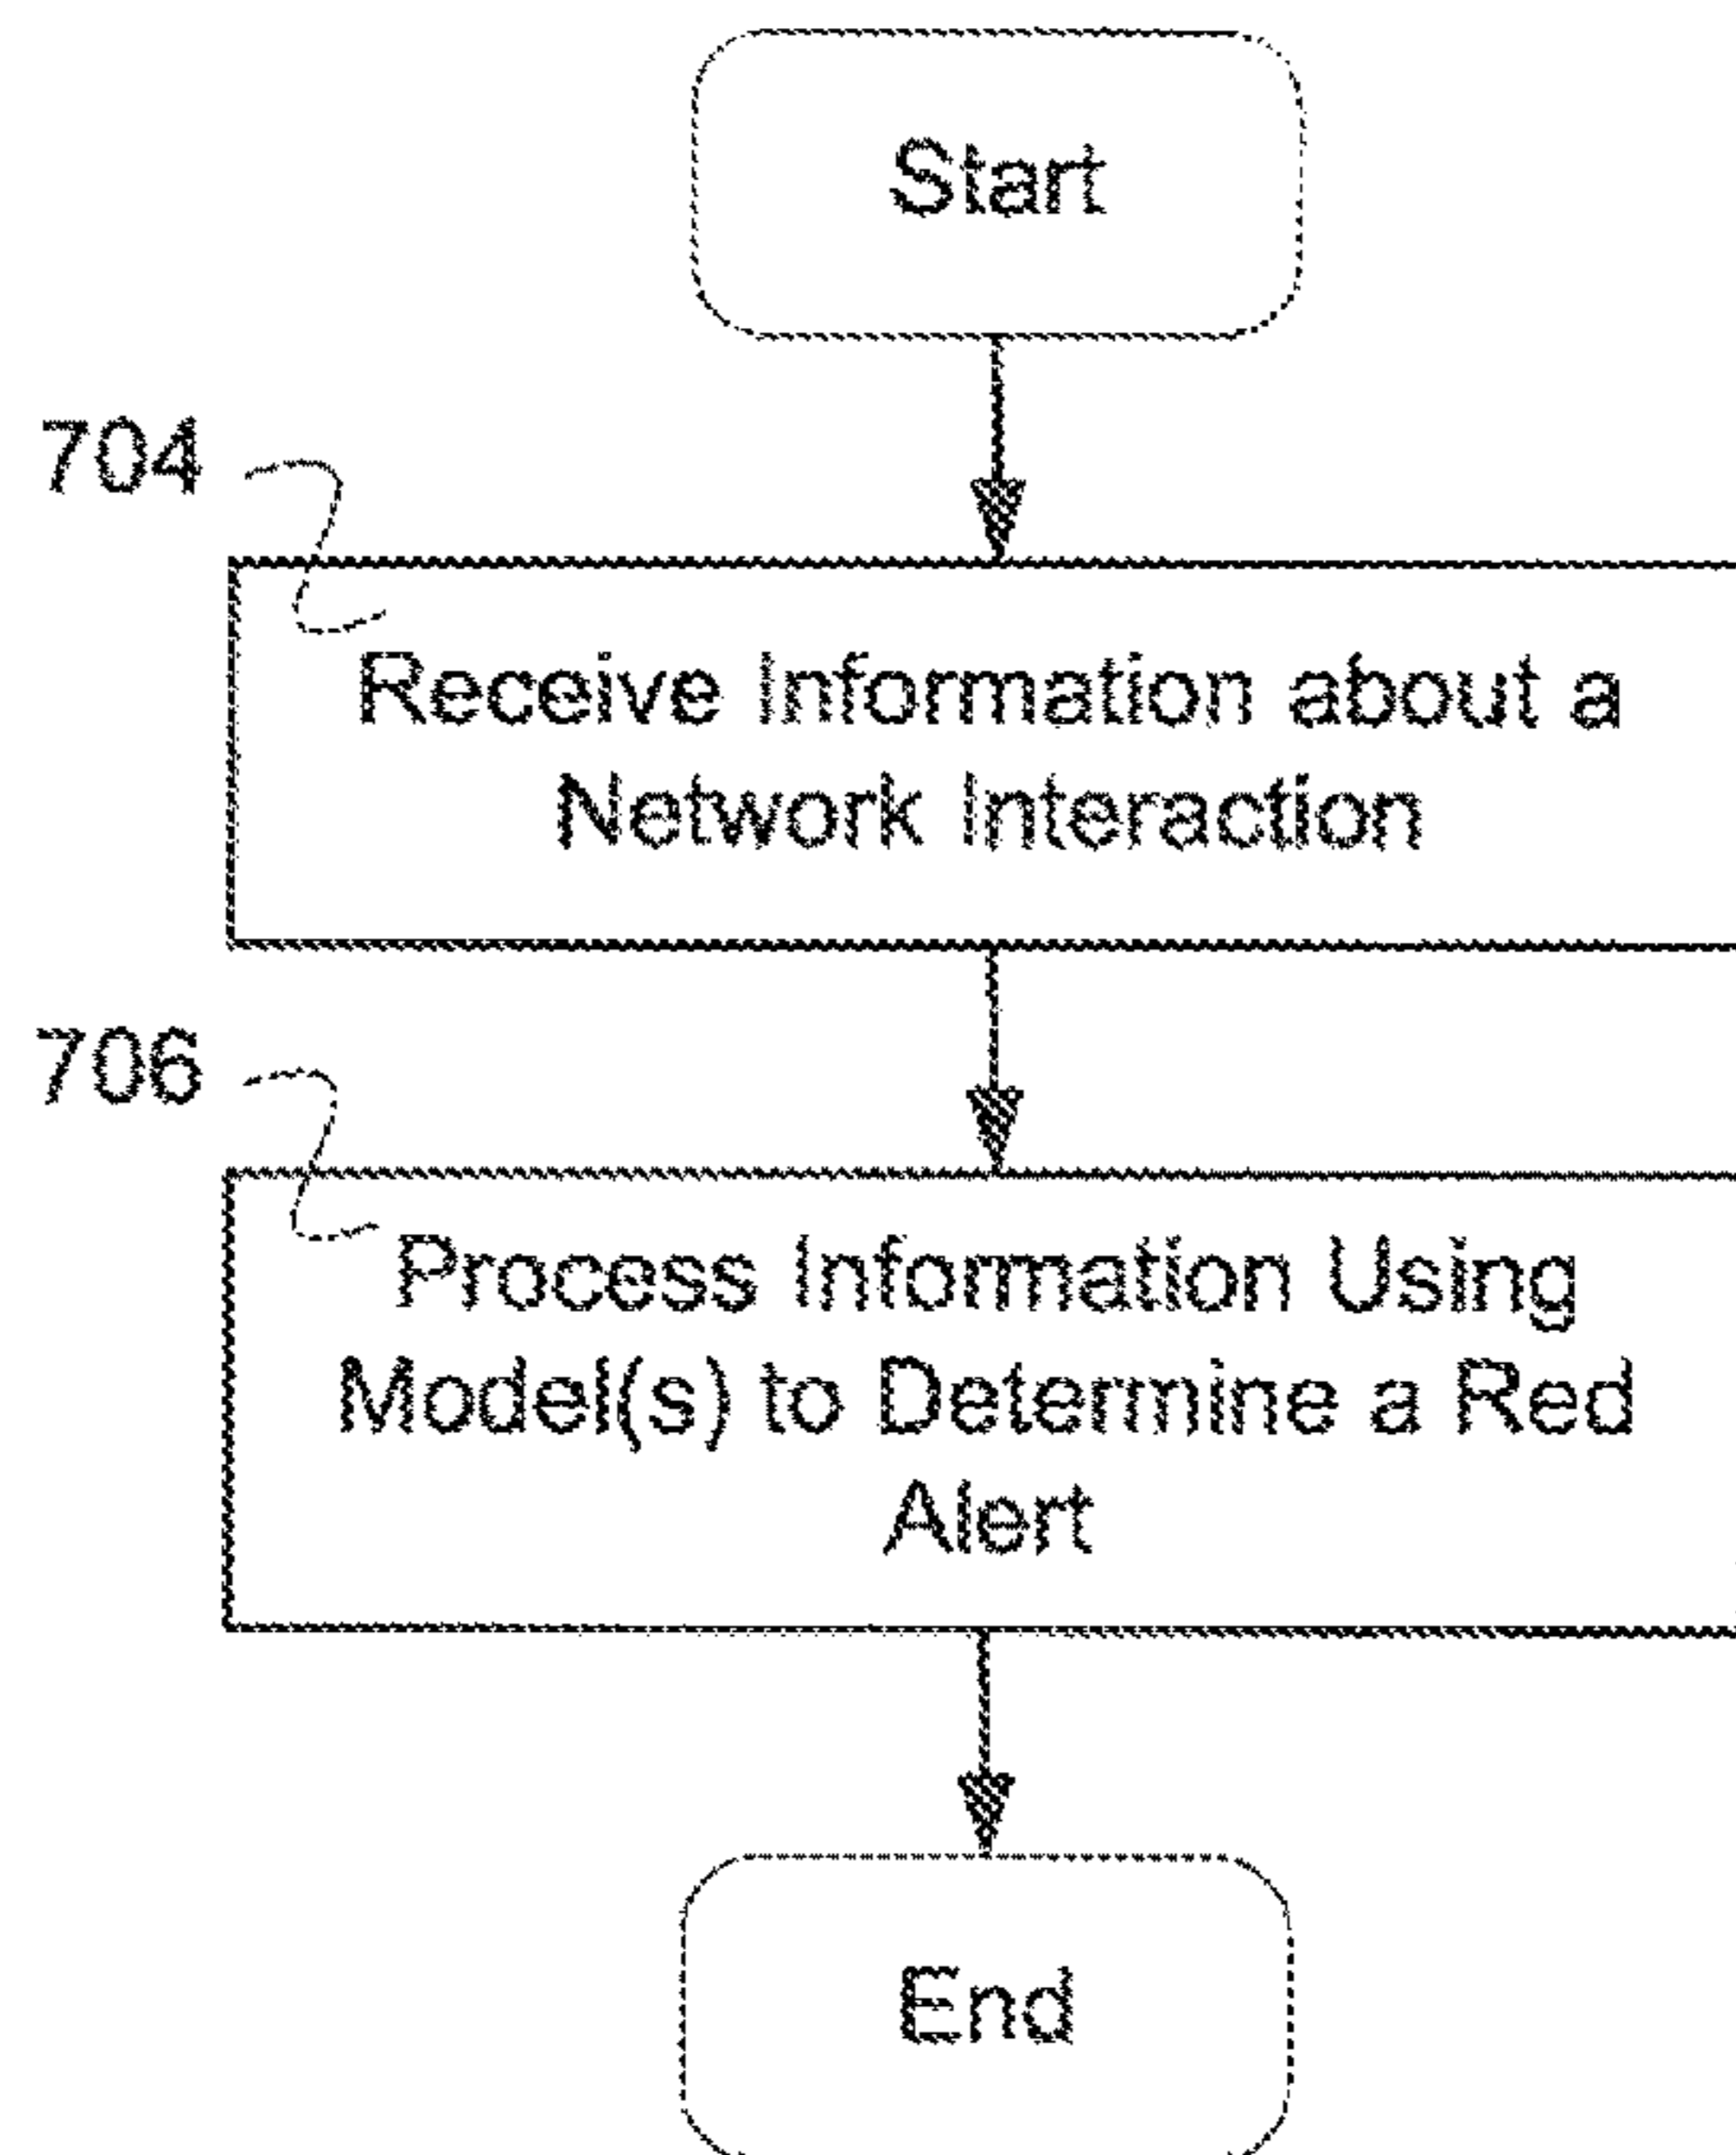 Start
704
Receive Information about a
Network Interaction
706
Process Information Using
Model(s) to Determine a Red
Alert
End